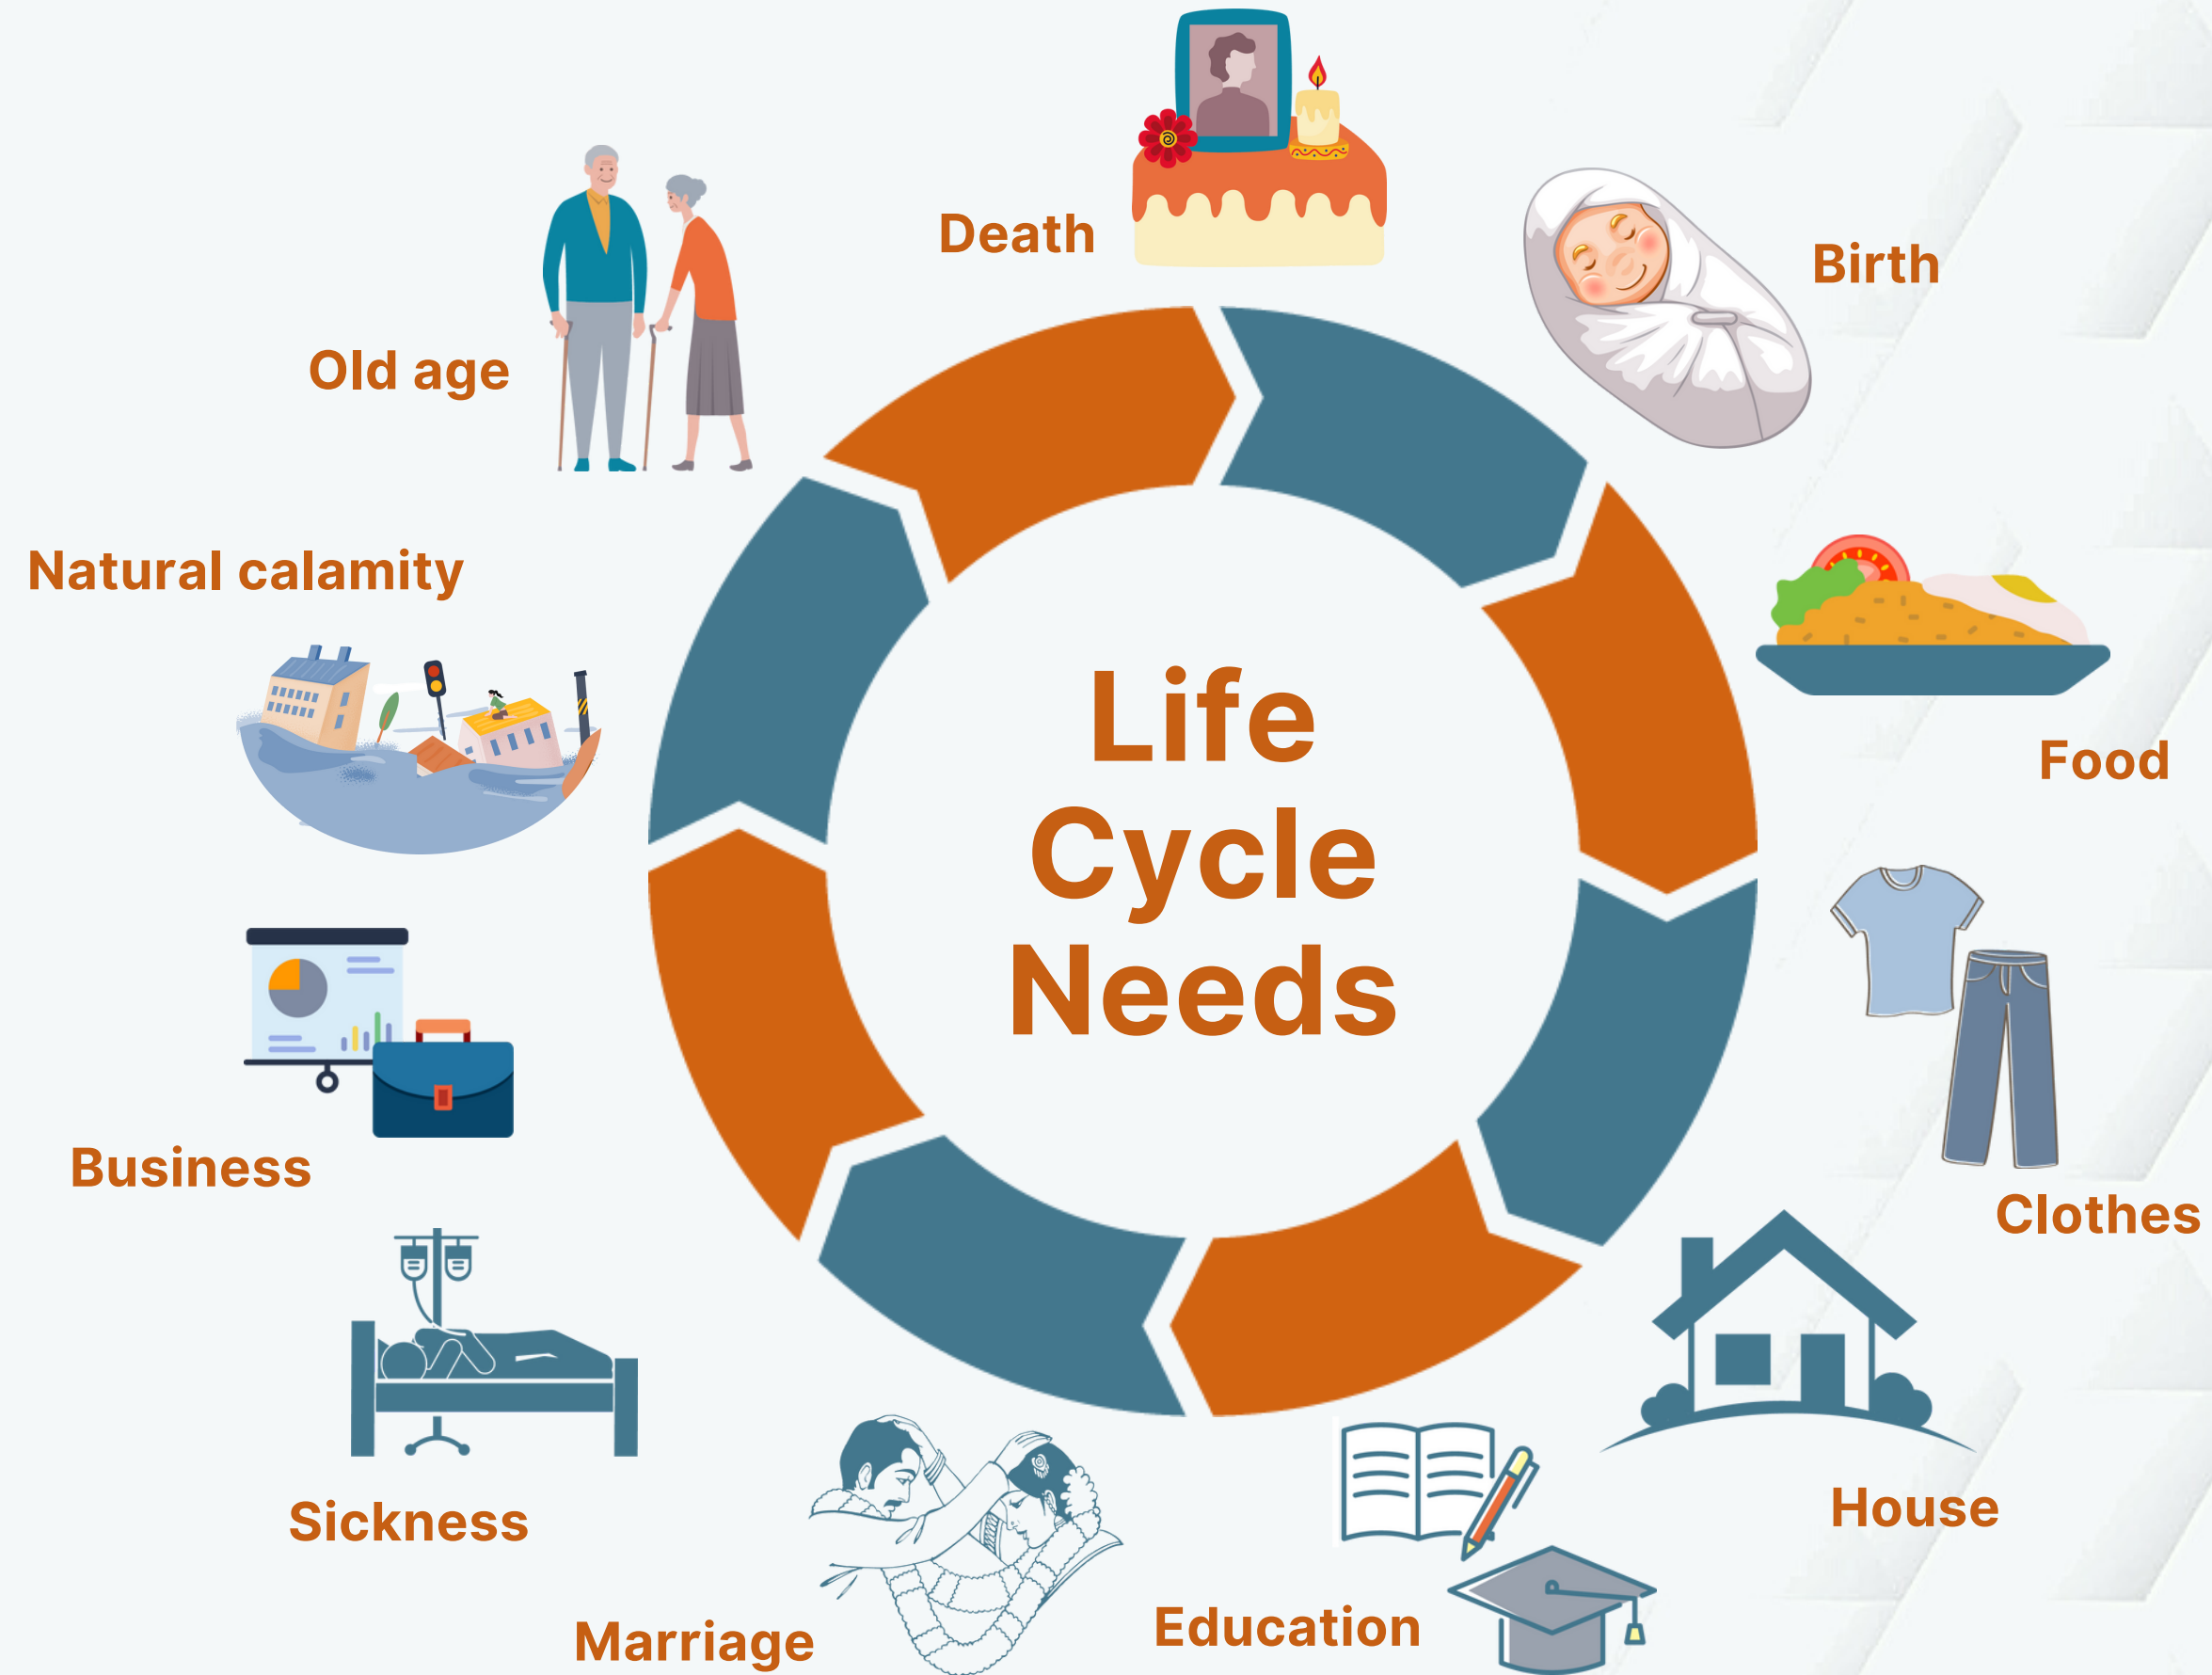 Death
Birth
Old age
Natural calamity
Life
Cycle
Needs
Food
Business
Clothes
Sickness
House
Education
Marriage